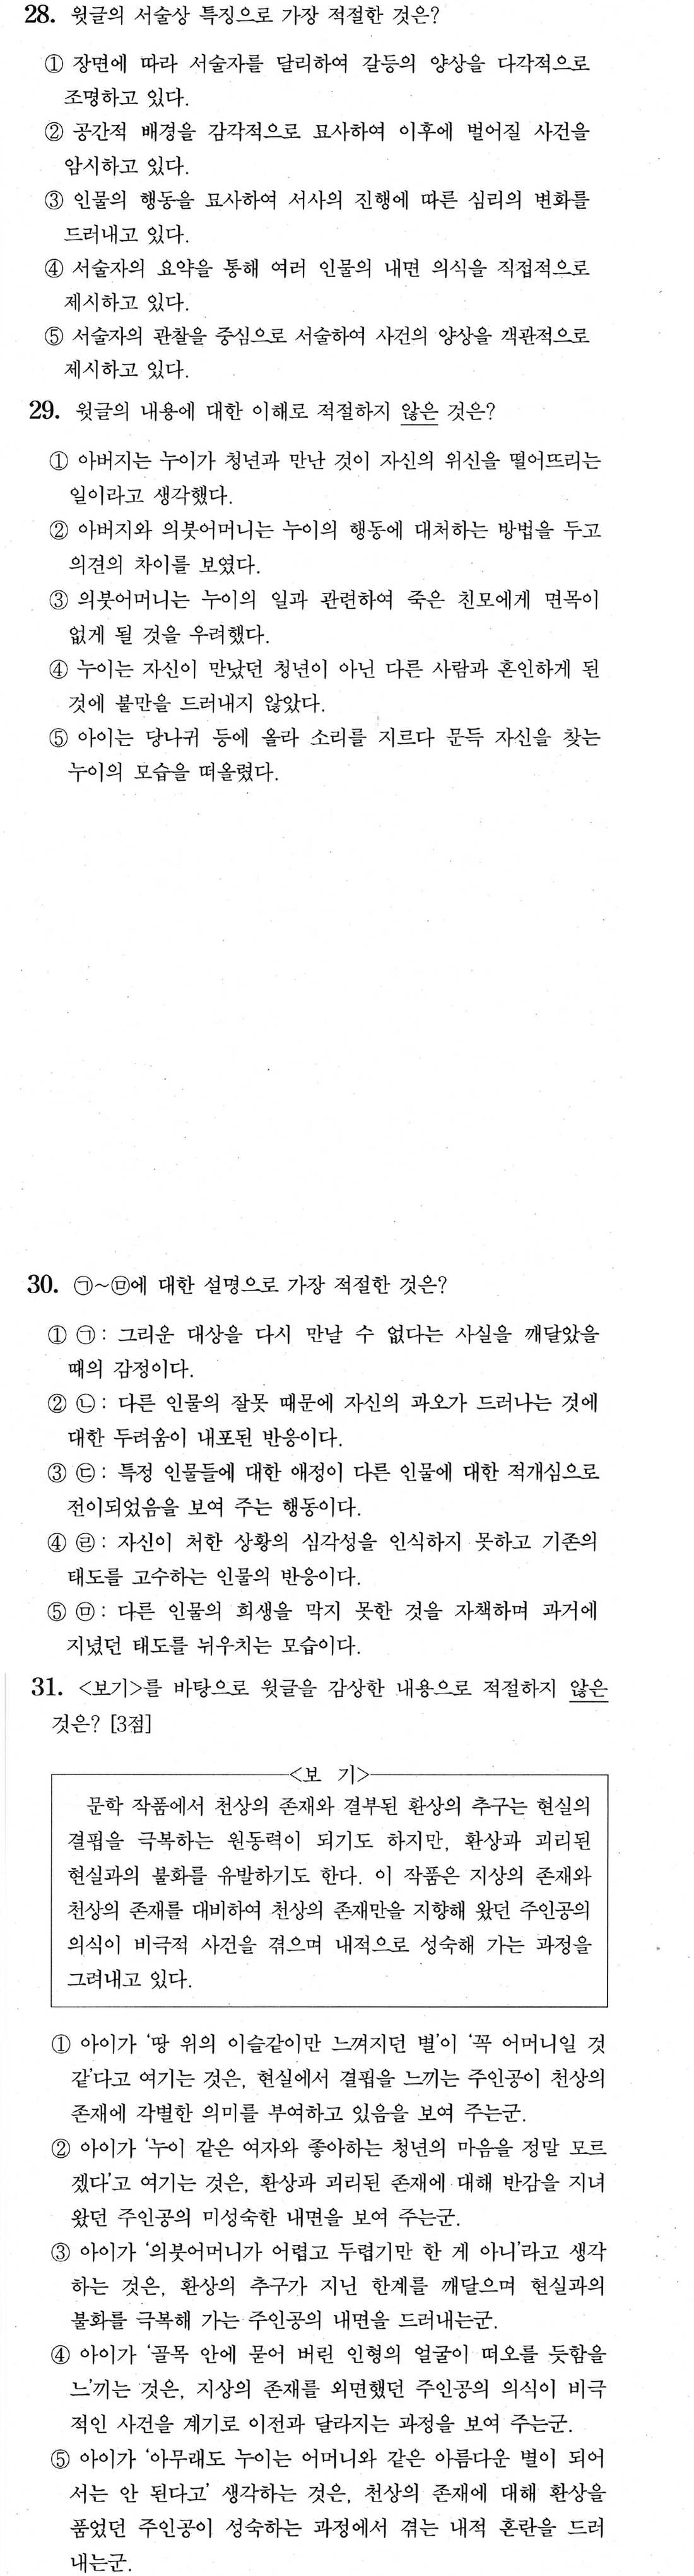 28. 윗글의 서술상 특징으로 가장 적절한 것은?
① 장면에 따라 서술자를 달리하여 갈등의 양상을 다각적으로
조명하고 있다.
② 공간적 배경을 감각적으로 묘사하여 이후에 벌어질 사건을
암시하고 있다.
③ 인물의 행동을 묘사하여 서사의 진행에 따른 심리의 변화를
드러내고 있다.
④ 서술자의 요약을 통해 여러 인물의 내면 의식을 직접적으로
제시하고 있다.
⑤ 서술자의 관찰을 중심으로 서술하여 사건의 양상을 객관적으로
제시하고 있다.
29. 윗글의 내용에 대한 이해로 적절하지 않은 것은?
① 아버지는 누이가 청년과 만난 것이 자신의 위신을 떨어뜨리는
일이라고 생각했다.
② 아버지와 의붓어머니는 누이의 행동에 대처하는 방법을 두고
의견의 차이를 보였다.
③ 의붓어머니는 누이의 일과 관련하여 죽은 친모에게 면목이
없게 될 것을 우려했다.
④ 누이는 자신이 만났던 청년이 아닌 다른 사람과 혼인하게 된
것에 불만을 드러내지 않았다.
⑤ 아이는 당나귀 등에 올라 소리를 지르다 문득 자신을 찾는
누이의 모습을 떠올렸다.
30. ㉠~㉤에 대한 설명으로 가장 적절한 것은?
① ㉠: 그리운 대상을 다시 만날 수 없다는 사실을 깨달았을
때의 감정이다.
② ㉡: 다른 인물의 잘못 때문에 자신의 과오가 드러나는 것에
대한 두려움이 내포된 반응이다.
③ ㉢: 특정 인물들에 대한 애정이 다른 인물에 대한 적개심으로
전이되었음을 보여 주는 행동이다.
④ ㉣: 자신이 처한 상황의 심각성을 인식하지 못하고 기존의
태도를 고수하는 인물의 반응이다.
⑤ ㉤: 다른 인물의 희생을 막지 못한 것을 자책하며 과거에
지녔던 태도를 뉘우치는 모습이다.
31. <보기>를 바탕으로 윗글을 감상한 내용으로 적절하지 않은
것은? [3점]
<보 기>
문학 작품에서 천상의 존재와 결부된 환상의 추구는 현실의
결핍을 극복하는 원동력이 되기도 하지만, 환상과 괴리된
현실과의 불화를 유발하기도 한다. 이 작품은 지상의 존재와
천상의 존재를 대비하여 천상의 존재만을 지향해 왔던 주인공의
의식이 비극적 사건을 겪으며 내적으로 성숙해 가는 과정을
그려내고 있다.
① 아이가 ‘땅 위의 이슬같이만 느껴지던 별’이 ‘꼭 어머니일 것
같’다고 여기는 것은, 현실에서 결핍을 느끼는 주인공이 천상의
존재에 각별한 의미를 부여하고 있음을 보여 주는군.
② 아이가 ‘누이 같은 여자와 좋아하는 청년의 마음을 정말 모르
겠다’고 여기는 것은, 환상과 괴리된 존재에 대해 반감을 지녀
왔던 주인공의 미성숙한 내면을 보여 주는군.
③ 아이가 ‘의붓어머니가 어렵고 두렵기만 한 게 아니’라고 생각
하는 것은, 환상의 추구가 지닌 한계를 깨달으며 현실과의
불화를 극복해 가는 주인공의 내면을 드러내는군.
④ 아이가 ‘골목 안에 묻어 버린 인형의 얼굴이 떠오를 듯함을
느’끼는 것은, 지상의 존재를 외면했던 주인공의 의식이 비극
적인 사건을 계기로 이전과 달라지는 과정을 보여 주는군.
⑤ 아이가 ‘아무래도 누이는 어머니와 같은 아름다운 별이 되어
서는 안 된다고’ 생각하는 것은, 천상의 존재에 대해 환상을
품었던 주인공이 성숙하는 과정에서 겪는 내적 혼란을 드러
내는군.